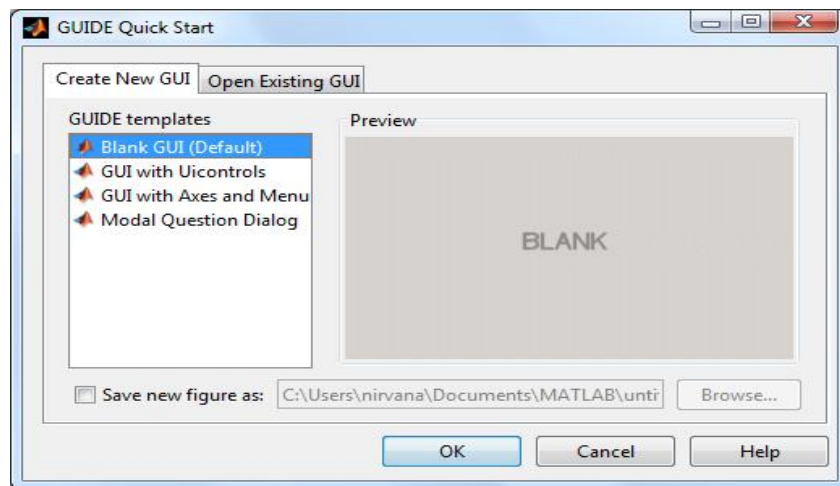 GUIDE Quick Start
Create New GUI
Open Existing GUI
GUIDE templates
Blank GUI (Default)
GUI with Uicontrols
GUI with Axes and Menu
Modal Question Dialog
Preview
BLANK
Save new figure as:
C:\Users\nirvana\Documents\MATLAB\unti
Browse...
OK
Cancel
Help